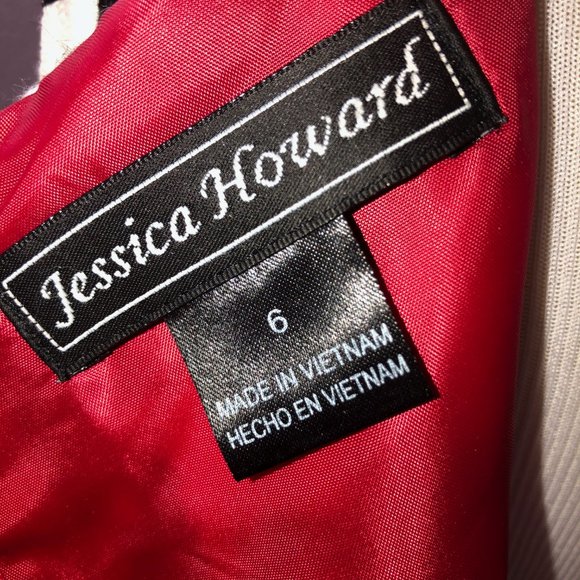 Jessica Howard
6
MADE IN VIETNAM
HECHO EN VIETNAM